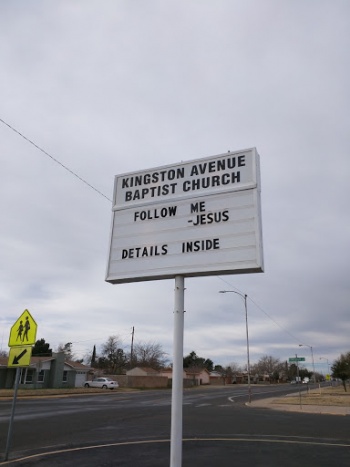 KINGSTON AVENUE
BAPTIST CHURCH
FOLLOW ME
-JESUS
DETAILS INSIDE